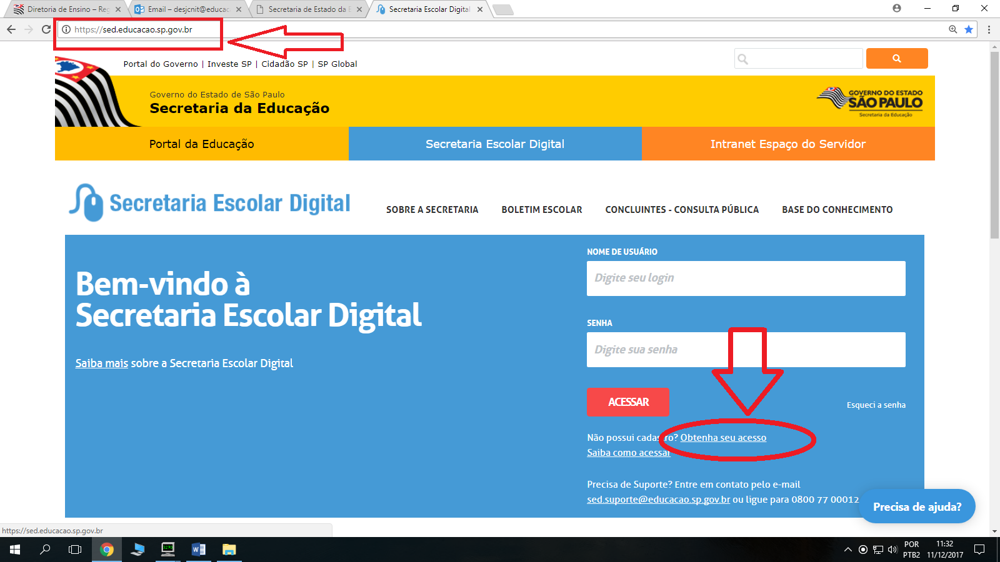 Diretoria de Ensino – Reg
Email – desjcnit@educac
Secretaria de Estado da E
Secretaria Escolar Digital
https://sed.educacao.sp.gov.br
Portal do Governo | Investe SP | Cidadão SP | SP Global
Governo do Estado de São Paulo
Secretaria da Educação
GOVERNO DO ESTADO
SÃO PAULO
Secretaria da Educação
Portal da Educação
Secretaria Escolar Digital
Intranet Espaço do Servidor
Secretaria Escolar Digital
SOBRE A SECRETARIA
BOLETIM ESCOLAR
CONCLUINTES - CONSULTA PÚBLICA
BASE DO CONHECIMENTO
Bem-vindo à
Secretaria Escolar Digital
Saiba mais sobre a Secretaria Escolar Digital
NOME DE USUÁRIO
Digite seu login
SENHA
Digite sua senha
ACESSAR
Esqueci a senha
Não possui cadastro? Obtenha seu acesso
Saiba como acessar
Precisa de Suporte? Entre em contato pelo e-mail
sed.suporte@educacao.sp.gov.br ou ligue para 0800 77 00012
Precisa de ajuda?
https://sed.educacao.sp.gov.br
POR
PTB2
11:32
11/12/2017